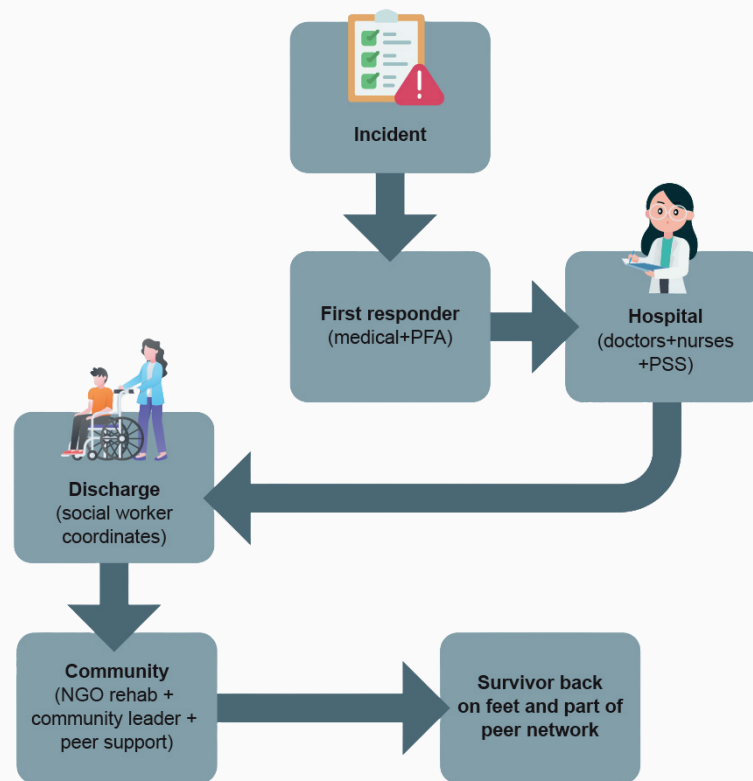 Incident
First responder
(medical+PFA)
Hospital
(doctors+nurses
+PSS)
Discharge
(social worker
coordinates)
Community
(NGO rehab +
community leader +
peer support)
Survivor back
on feet and part of
peer network